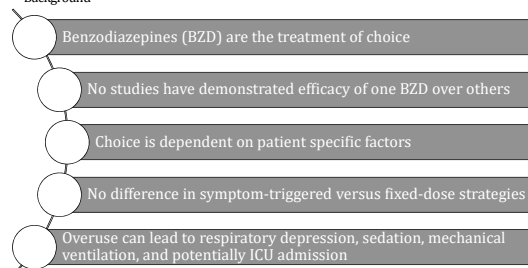 Background
Benzodiazepines (BZD) are the treatment of choice
No studies have demonstrated efficacy of one BZD over others
Choice is dependent on patient specific factors
No difference in symptom-triggered versus fixed-dose strategies
Overuse can lead to respiratory depression, sedation, mechanical
ventilation, and potentially ICU admission